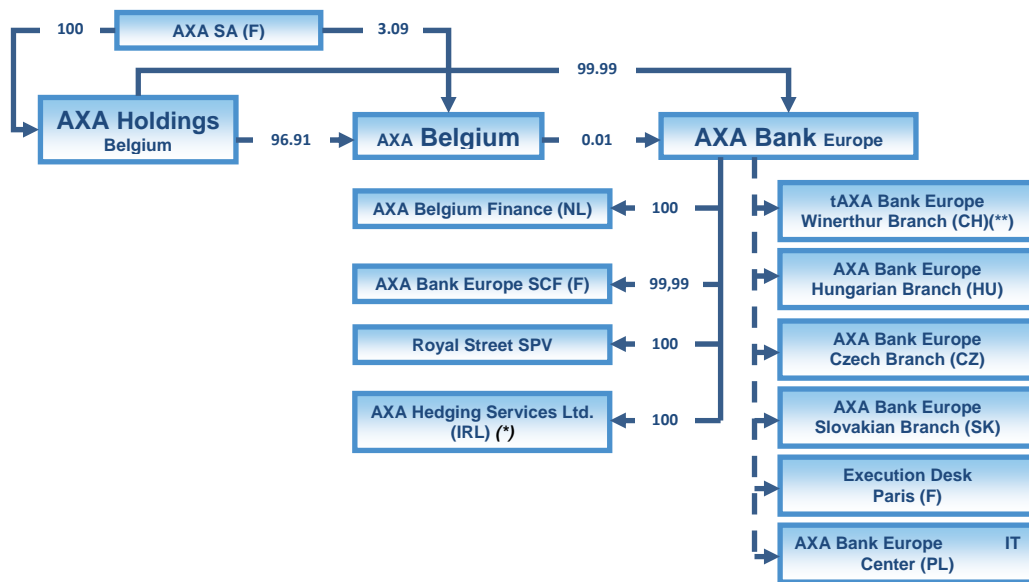 100
AXA SA (F)
3.09
99.99
AXA Holdings
Belgium
96.91
AXA Belgium
0.01
AXA Bank Europe
AXA Belgium Finance (NL)
100
tAXA Bank Europe
Winerthur Branch (CH)(**)
AXA Bank Europe SCF (F)
99,99
AXA Bank Europe
Hungarian Branch (HU)
Royal Street SPV
100
AXA Bank Europe
Czech Branch (CZ)
AXA Hedging Services Ltd.
(IRL) (*)
100
AXA Bank Europe
Slovakian Branch (SK)
Execution Desk
Paris (F)
AXA Bank Europe IT
Center (PL)